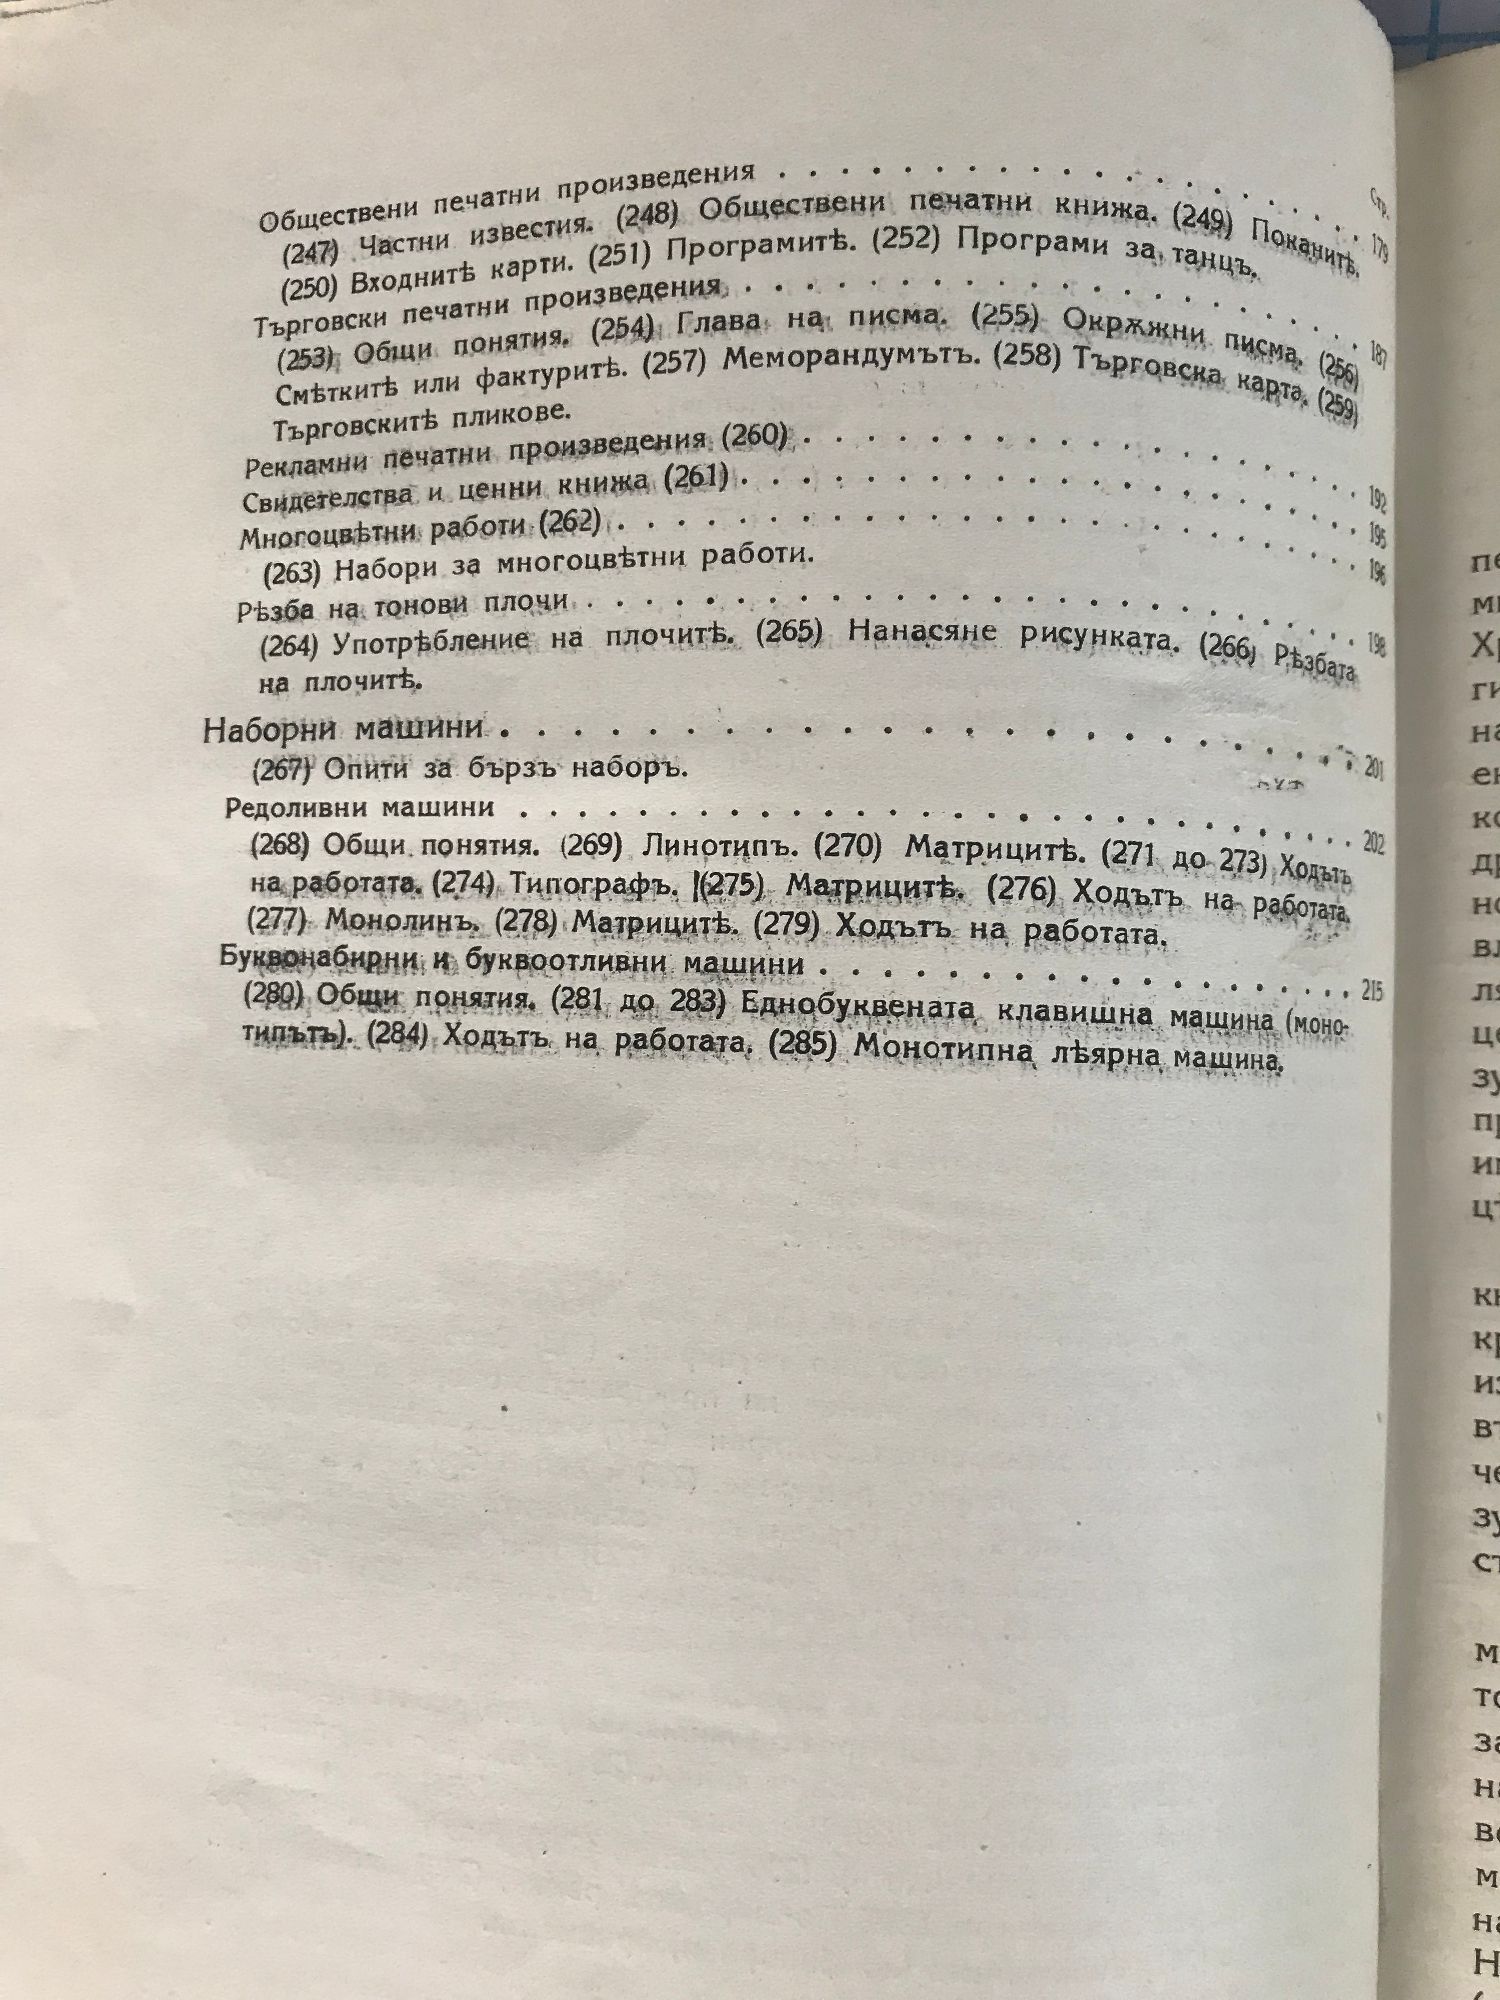 Стр.
Обществени печатни произведения . . . . . . . . . . . . . . . . . . . 179
(247) Частни известия. (248) Обществени печатни книжа. (249) Поканитѣ.
(250) Входнитѣ карти. (251) Програмитѣ. (252) Програми за танцъ.
Търговски печатни произведения . . . . . . . . . . . . . . . . . . . . 187
(253) Общи понятия. (254) Глава на писма. (255) Окрѫжни писма. (256)
Смѣткитѣ или фактуритѣ. (257) Меморандумътъ. (258) Търговска карта. (259)
Търговскитѣ пликове.
Рекламни печатни произведения (260) . . . . . . . . . . . . . . . . . . 192
Свидетелства и ценни книжа (261) . . . . . . . . . . . . . . . . . . . . 195
Многоцвѣтни работи (262) . . . . . . . . . . . . . . . . . . . . . . . . 196
(263) Набори за многоцвѣтни работи.
Рѣзба на тонови плочи . . . . . . . . . . . . . . . . . . . . . . . . . 198
(264) Употрѣбление на плочитѣ. (265) Нанасяне рисунката. (266) Рѣзбата
на плочитѣ.
Наборни машини . . . . . . . . . . . . . . . . . . . . . . . . 201
(267) Опити за бързъ наборъ.
Редоливни машини . . . . . . . . . . . . . . . . . . . . . . . . . . 202
(268) Общи понятия. (269) Линотипъ. (270) Матрицитѣ. (271 до 273) Ходътъ
на работата. (274) Типографъ. (275) Матрицитѣ. (276) Ходътъ на работата.
(277) Монолинъ. (278) Матрицитѣ. (279) Ходътъ на работата.
Буквонабирни и буквоотливни машини . . . . . . . . . . . . . . . . . . 215
(280) Общи понятия. (281 до 283) Еднобуквената клавишна машина (моно-
типътъ). (284) Ходътъ на работата. (285) Монотипна лѣярна машина.